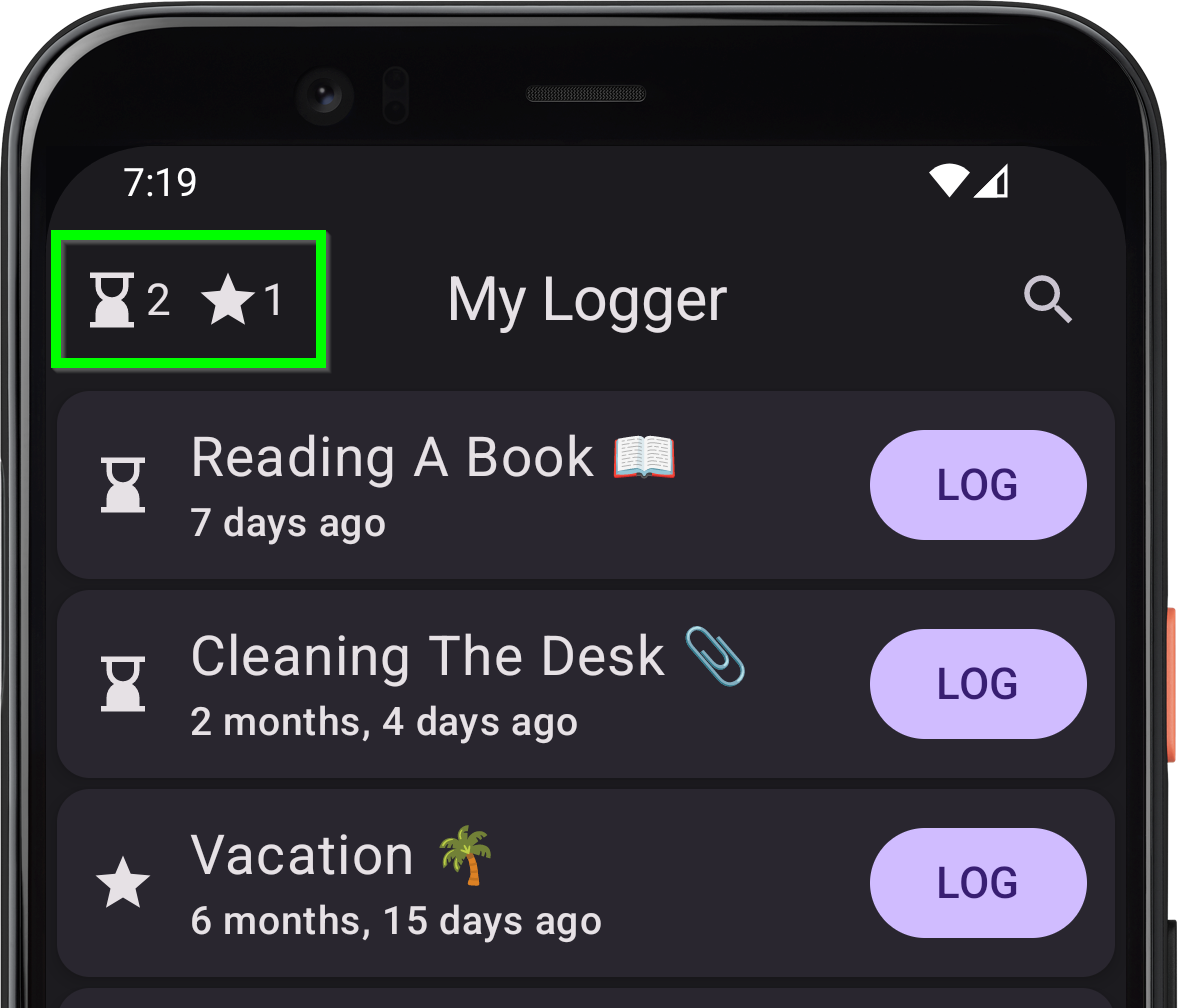 7:19
2 1 My Logger
Reading A Book
7 days ago
LOG
Cleaning The Desk
2 months, 4 days ago
LOG
Vacation
6 months, 15 days ago
LOG